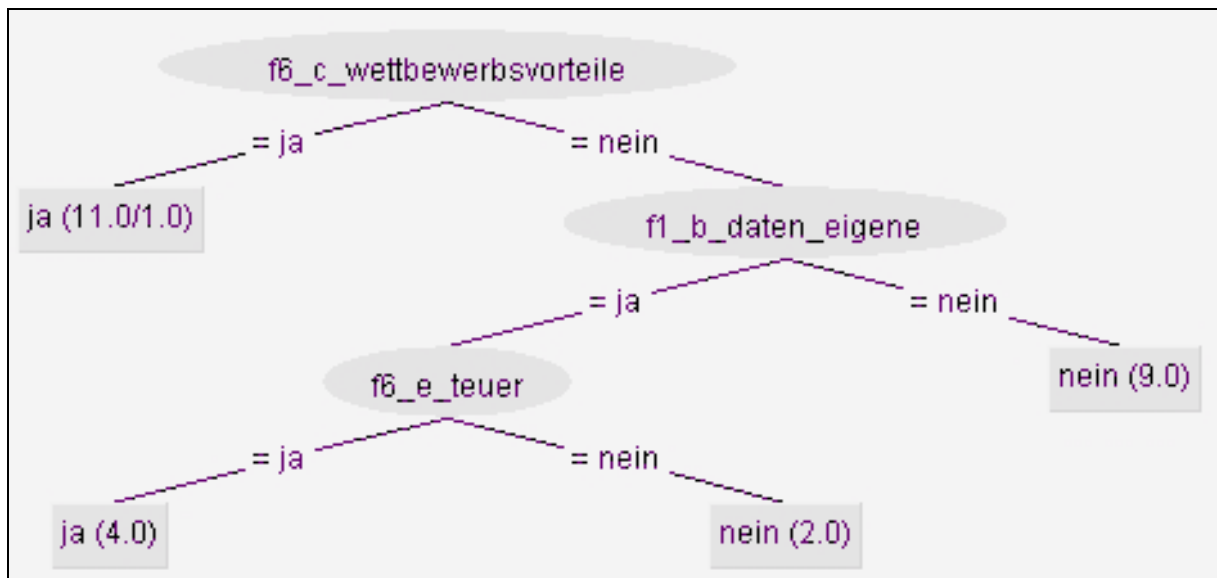 f6_c_wettbewerbsvorteile
= ja
= nein
ja (11.0/1.0)
f1_b_daten_eigene
= ja
= nein
f6_e_teuer
nein (9.0)
= ja
= nein
ja (4.0)
nein (2.0)